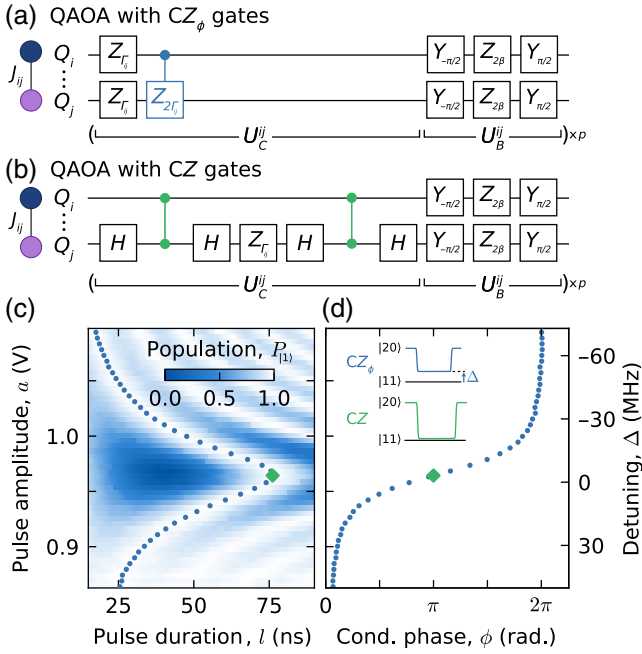 (a) QAOA with CZ_ϕ gates
J_ij Q_i Z_Γij Y_−π/2 Z_2β Y_π/2
Q_j Z_Γij Z_2Γij Y_−π/2 Z_2β Y_π/2
( U_C^ij U_B^ij )×p
(b) QAOA with CZ gates
J_ij Q_i Y_−π/2 Z_2β Y_π/2
Q_j H H Z_Γij H H Y_−π/2 Z_2β Y_π/2
( U_C^ij U_B^ij )×p
(c)
Pulse amplitude, a (V)
1.0
0.9
Population, P_|1⟩
0.0 0.5 1.0
25 50 75
Pulse duration, l (ns)
(d)
CZ_ϕ |20⟩ Δ
|11⟩
CZ |20⟩
|11⟩
0 π 2π
Cond. phase, ϕ (rad.)
−60
−30
0
30
Detuning, Δ (MHz)